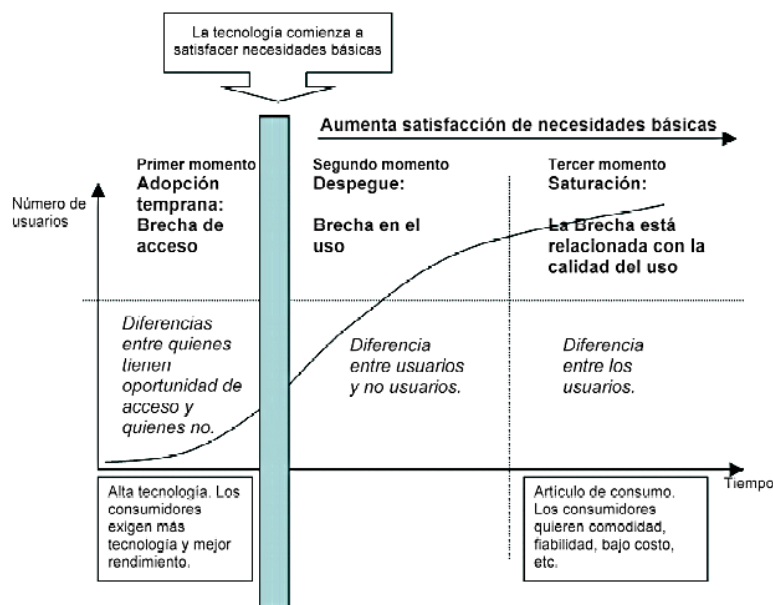 La tecnología comienza a
satisfacer necesidades básicas
Aumenta satisfacción de necesidades básicas
Número de
usuarios
Primer momento
Adopción
temprana:
Brecha de
acceso
Segundo momento
Despegue:
Brecha en el
uso
Tercer momento
Saturación:
La Brecha está
relacionada con la
calidad del uso
Diferencias
entre quienes
tienen
oportunidad de
acceso y
quienes no.
Diferencia
entre usuarios
y no usuarios.
Diferencia
entre los
usuarios.
Tiempo
Alta tecnología. Los
consumidores
exigen más
tecnología y mejor
rendimiento.
Artículo de consumo.
Los consumidores
quieren comodidad,
fiabilidad, bajo costo,
etc.